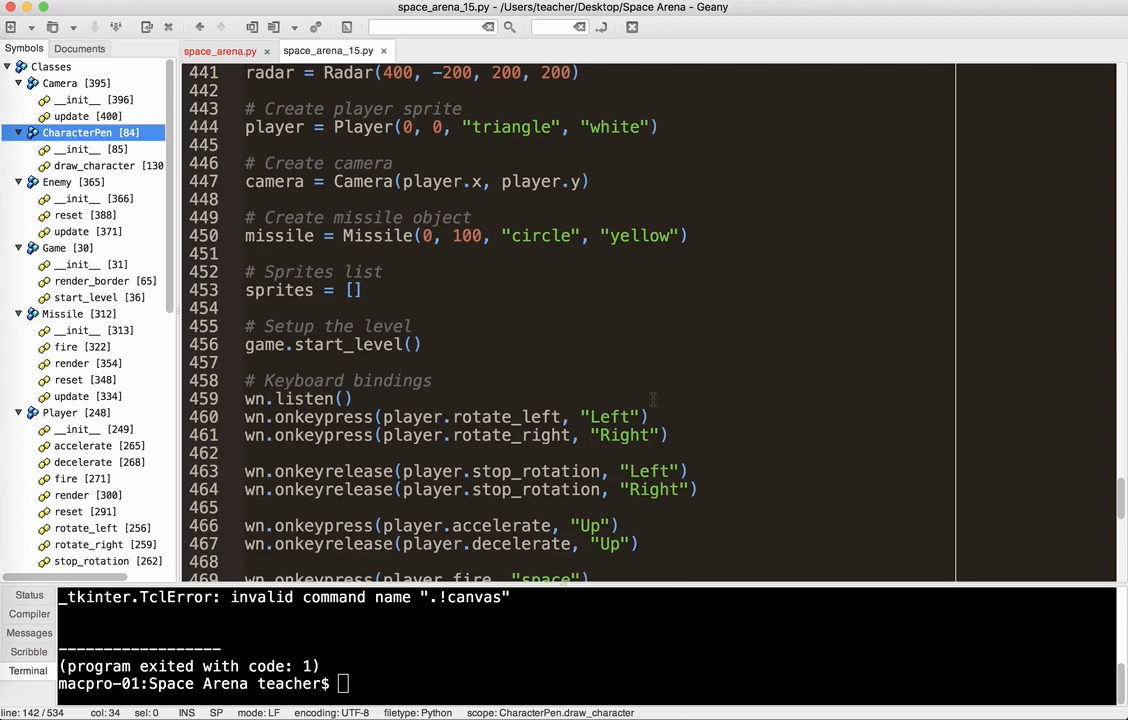 space_arena_15.py - /Users/teacher/Desktop/Space Arena - Geany
Symbols Documents
space_arena.py × space_arena_15.py ×
Classes
Camera [395]
__init__ [396]
update [400]
CharacterPen [84]
__init__ [85]
draw_character [130
Enemy [365]
__init__ [366]
reset [388]
update [371]
Game [30]
__init__ [31]
render_border [65]
start_level [36]
Missile [312]
__init__ [313]
fire [322]
render [354]
reset [348]
update [334]
Player [248]
__init__ [249]
accelerate [265]
decelerate [268]
fire [271]
render [300]
reset [291]
rotate_left [256]
rotate_right [259]
stop_rotation [262]
441 radar = Radar(400, -200, 200, 200)
442
443 # Create player sprite
444 player = Player(0, 0, "triangle", "white")
445
446 # Create camera
447 camera = Camera(player.x, player.y)
448
449 # Create missile object
450 missile = Missile(0, 100, "circle", "yellow")
451
452 # Sprites list
453 sprites = []
454
455 # Setup the level
456 game.start_level()
457
458 # Keyboard bindings
459 wn.listen()
460 wn.onkeypress(player.rotate_left, "Left")
461 wn.onkeypress(player.rotate_right, "Right")
462
463 wn.onkeyrelease(player.stop_rotation, "Left")
464 wn.onkeyrelease(player.stop_rotation, "Right")
465
466 wn.onkeypress(player.accelerate, "Up")
467 wn.onkeyrelease(player.decelerate, "Up")
468
469 wn.onkeypress(player.fire, "space")
Status
Compiler
Messages
Scribble
Terminal
_tkinter.TclError: invalid command name ".!canvas"
------------------
(program exited with code: 1)
macpro-01:Space Arena teacher$
line: 142 / 534 col: 34 sel: 0 INS SP mode: LF encoding: UTF-8 filetype: Python scope: CharacterPen.draw_character